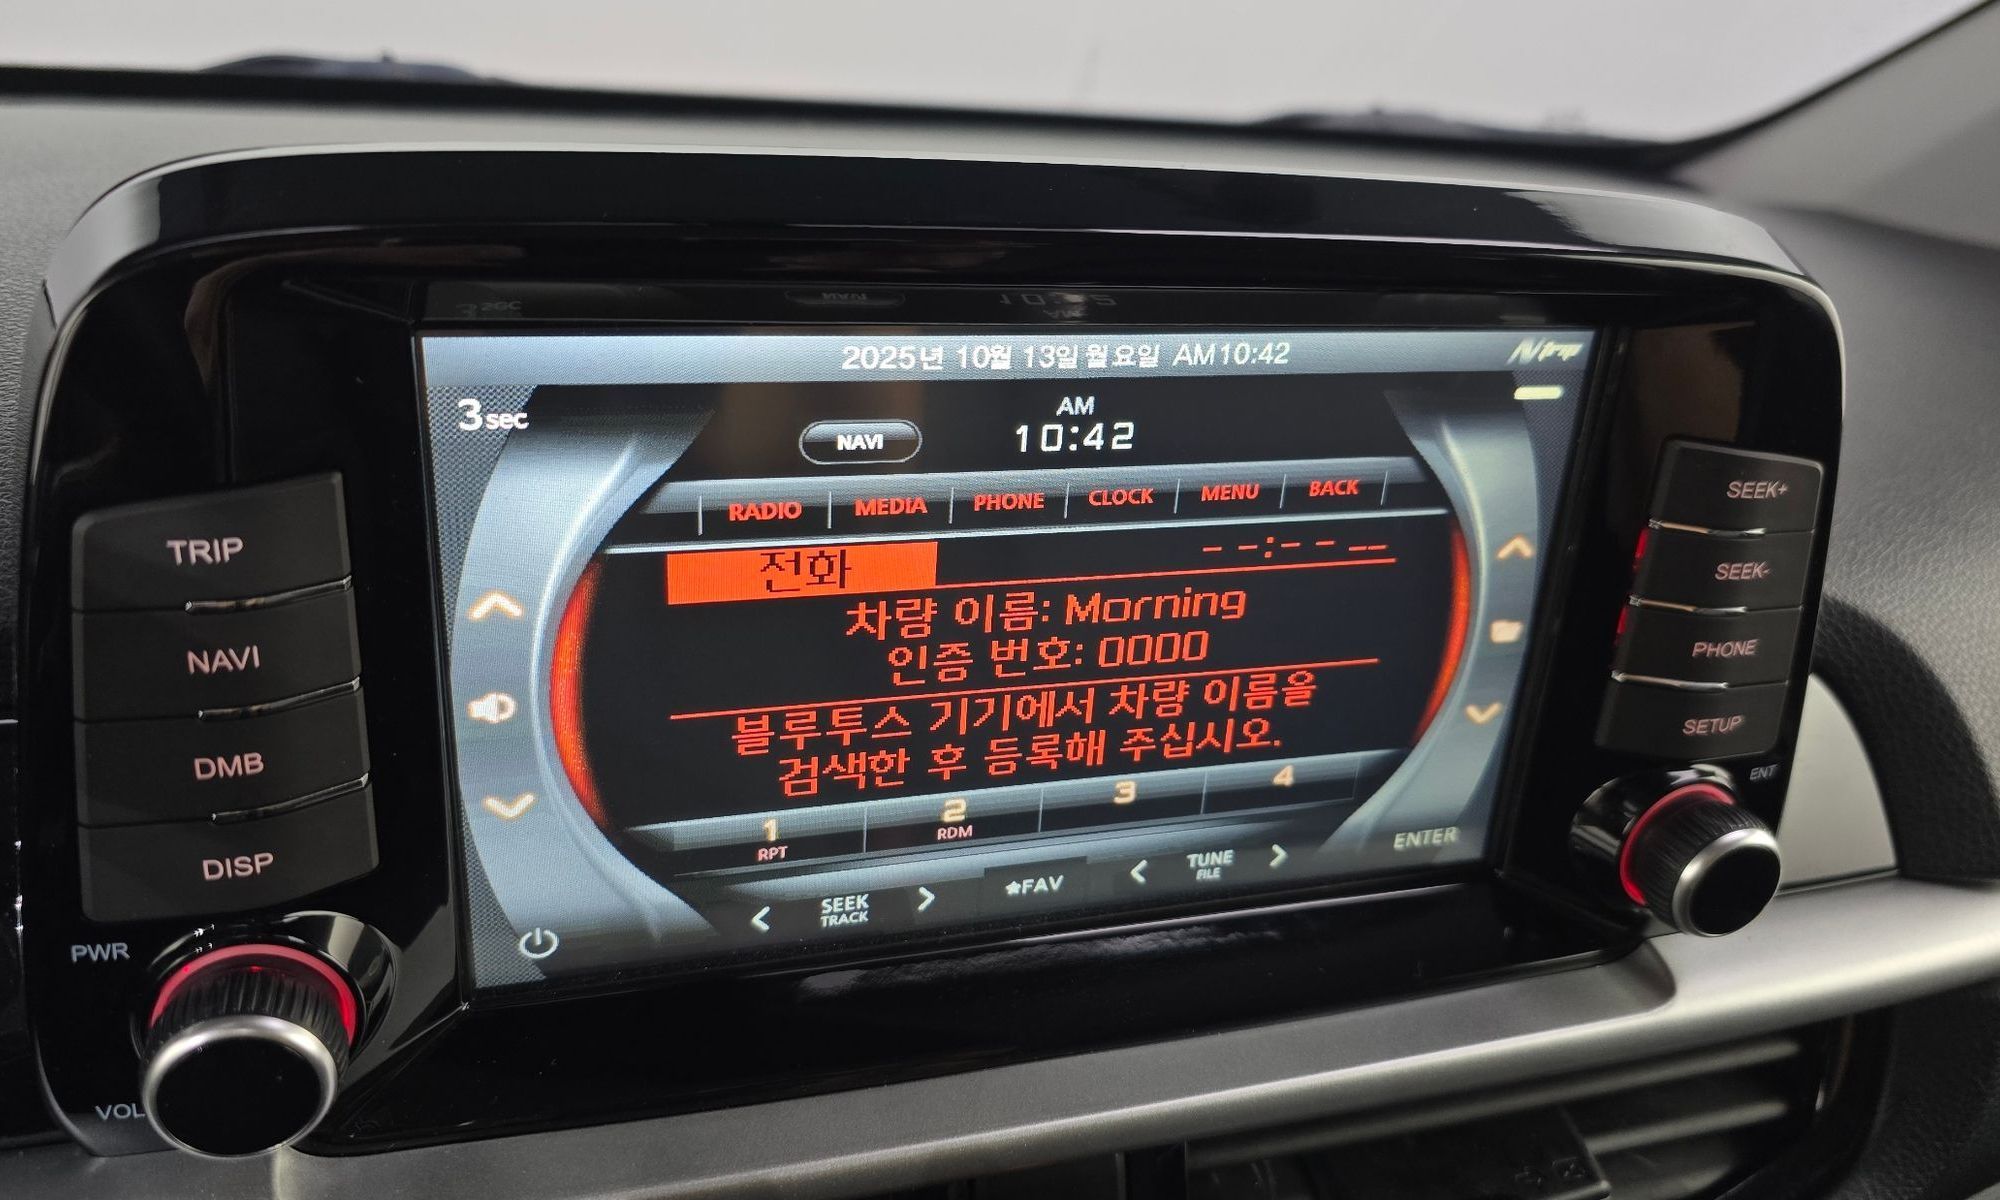 2025년 10월 13일 월요일 AM10:42
Ntrip
3sec
NAVI
AM
10:42
RADIO MEDIA PHONE CLOCK MENU BACK
전화
--:-- --
차량 이름: Morning
인증 번호: 0000
블루투스 기기에서 차량 이름을
검색한 후 등록해 주십시오.
1 2 3 4
RPT RDM
SEEK
TRACK
★FAV
TUNE
FILE
ENTER
TRIP
NAVI
DMB
DISP
PWR
VOL
SEEK+
SEEK-
PHONE
SETUP
ENT